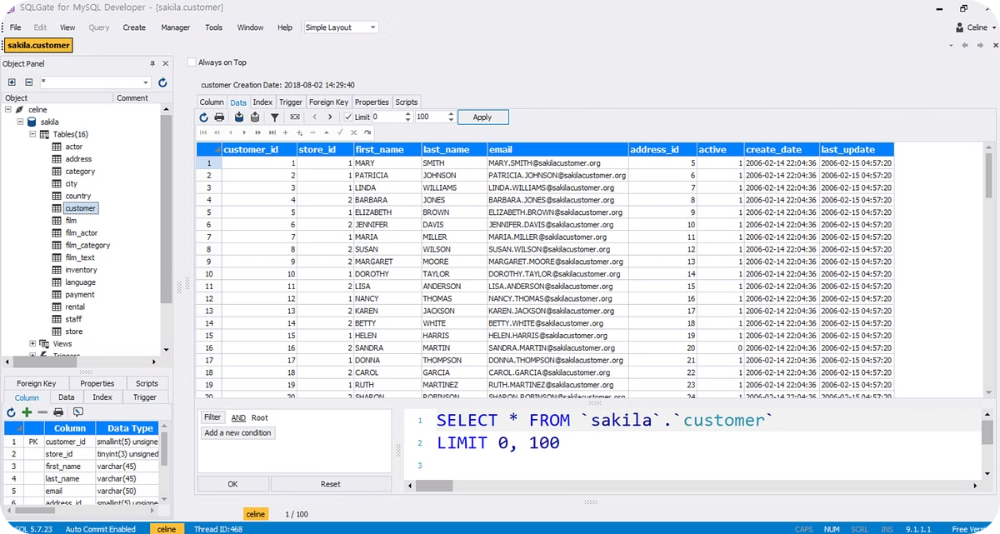 SQLGate for MySQL Developer - [sakila.customer]
File Edit View Query Create Manager Tools Window Help Simple Layout Celine
sakila.customer
Object Panel
Always on Top
*
customer Creation Date: 2018-08-02 14:29:40
Object Comment
Column Data Index Trigger Foreign Key Properties Scripts
Limit 0 100 Apply
celine
sakila
Tables(16)
actor
address
category
city
country
customer
film
film_actor
film_category
film_text
inventory
language
payment
rental
staff
store
Views
Triggers
customer_id store_id first_name last_name email address_id active create_date last_update
1 1 1 MARY SMITH MARY.SMITH@sakilacustomer.org 5 1 2006-02-14 22:04:36 2006-02-15 04:57:20
2 2 1 PATRICIA JOHNSON PATRICIA.JOHNSON@sakilacustomer.org 6 1 2006-02-14 22:04:36 2006-02-15 04:57:20
3 3 1 LINDA WILLIAMS LINDA.WILLIAMS@sakilacustomer.org 7 1 2006-02-14 22:04:36 2006-02-15 04:57:20
4 4 2 BARBARA JONES BARBARA.JONES@sakilacustomer.org 8 1 2006-02-14 22:04:36 2006-02-15 04:57:20
5 5 1 ELIZABETH BROWN ELIZABETH.BROWN@sakilacustomer.org 9 1 2006-02-14 22:04:36 2006-02-15 04:57:20
6 6 2 JENNIFER DAVIS JENNIFER.DAVIS@sakilacustomer.org 10 1 2006-02-14 22:04:36 2006-02-15 04:57:20
7 7 1 MARIA MILLER MARIA.MILLER@sakilacustomer.org 11 1 2006-02-14 22:04:36 2006-02-15 04:57:20
8 8 2 SUSAN WILSON SUSAN.WILSON@sakilacustomer.org 12 1 2006-02-14 22:04:36 2006-02-15 04:57:20
9 9 2 MARGARET MOORE MARGARET.MOORE@sakilacustomer.org 13 1 2006-02-14 22:04:36 2006-02-15 04:57:20
10 10 1 DOROTHY TAYLOR DOROTHY.TAYLOR@sakilacustomer.org 14 1 2006-02-14 22:04:36 2006-02-15 04:57:20
11 11 2 LISA ANDERSON LISA.ANDERSON@sakilacustomer.org 15 1 2006-02-14 22:04:36 2006-02-15 04:57:20
12 12 1 NANCY THOMAS NANCY.THOMAS@sakilacustomer.org 16 1 2006-02-14 22:04:36 2006-02-15 04:57:20
13 13 2 KAREN JACKSON KAREN.JACKSON@sakilacustomer.org 17 1 2006-02-14 22:04:36 2006-02-15 04:57:20
14 14 2 BETTY WHITE BETTY.WHITE@sakilacustomer.org 18 1 2006-02-14 22:04:36 2006-02-15 04:57:20
15 15 1 HELEN HARRIS HELEN.HARRIS@sakilacustomer.org 19 1 2006-02-14 22:04:36 2006-02-15 04:57:20
16 16 2 SANDRA MARTIN SANDRA.MARTIN@sakilacustomer.org 20 0 2006-02-14 22:04:36 2006-02-15 04:57:20
17 17 1 DONNA THOMPSON DONNA.THOMPSON@sakilacustomer.org 21 1 2006-02-14 22:04:36 2006-02-15 04:57:20
18 18 2 CAROL GARCIA CAROL.GARCIA@sakilacustomer.org 22 1 2006-02-14 22:04:36 2006-02-15 04:57:20
19 19 1 RUTH MARTINEZ RUTH.MARTINEZ@sakilacustomer.org 23 1 2006-02-14 22:04:36 2006-02-15 04:57:20
20 20 2 SHARON ROBINSON SHARON.ROBINSON@sakilacustomer.org 24 1 2006-02-14 22:04:36 2006-02-15 04:57:20
Foreign Key Properties Scripts
Column Data Index Trigger
Column Data Type
1 PK customer_id smallint(5) unsigne
2 store_id tinyint(3) unsigned
3 first_name varchar(45)
4 last_name varchar(45)
5 email varchar(50)
6 address_id smallint(5) unsigne
Filter AND Root
Add a new condition
OK Reset
1 SELECT * FROM `sakila`.`customer`
2 LIMIT 0, 100
3
celine 1 / 100
SQL 5.7.23 Auto Commit Enabled celine Thread ID:468 CAPS NUM SCRL INS 9.1.1.1 Free Vers